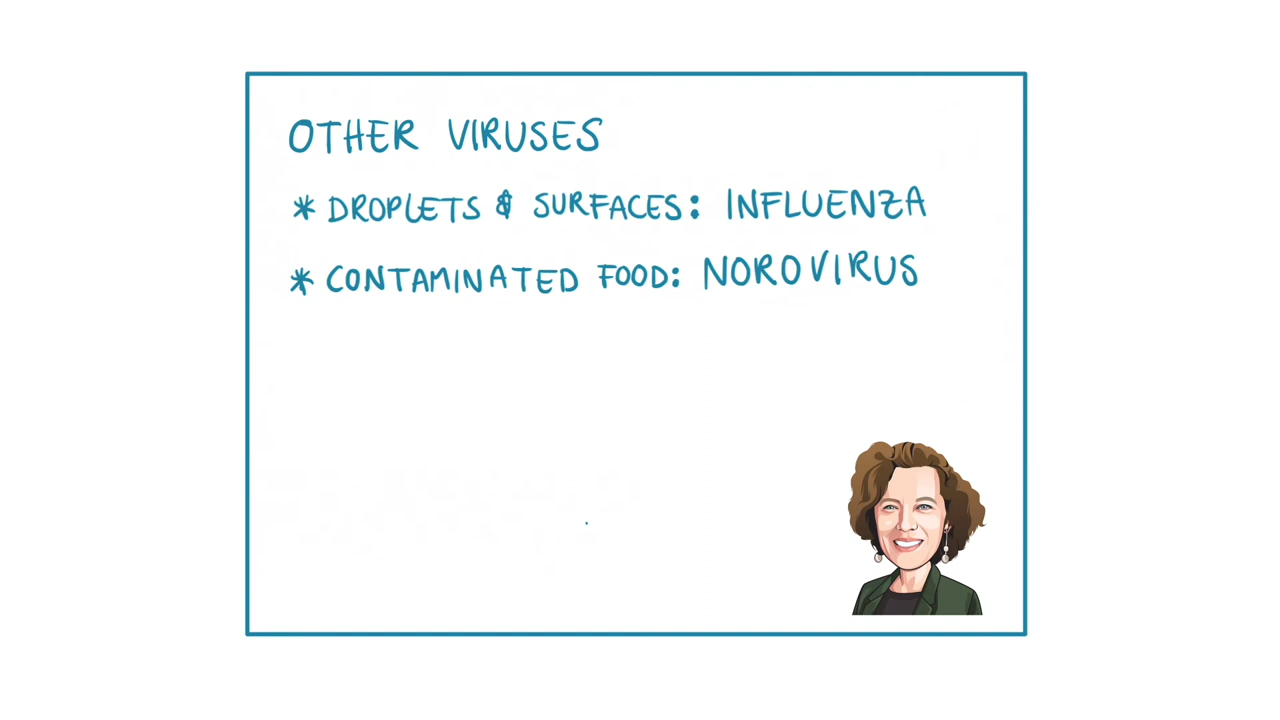 OTHER VIRUSES
* DROPLETS & SURFACES: INFLUENZA
* CONTAMINATED FOOD: NOROVIRUS